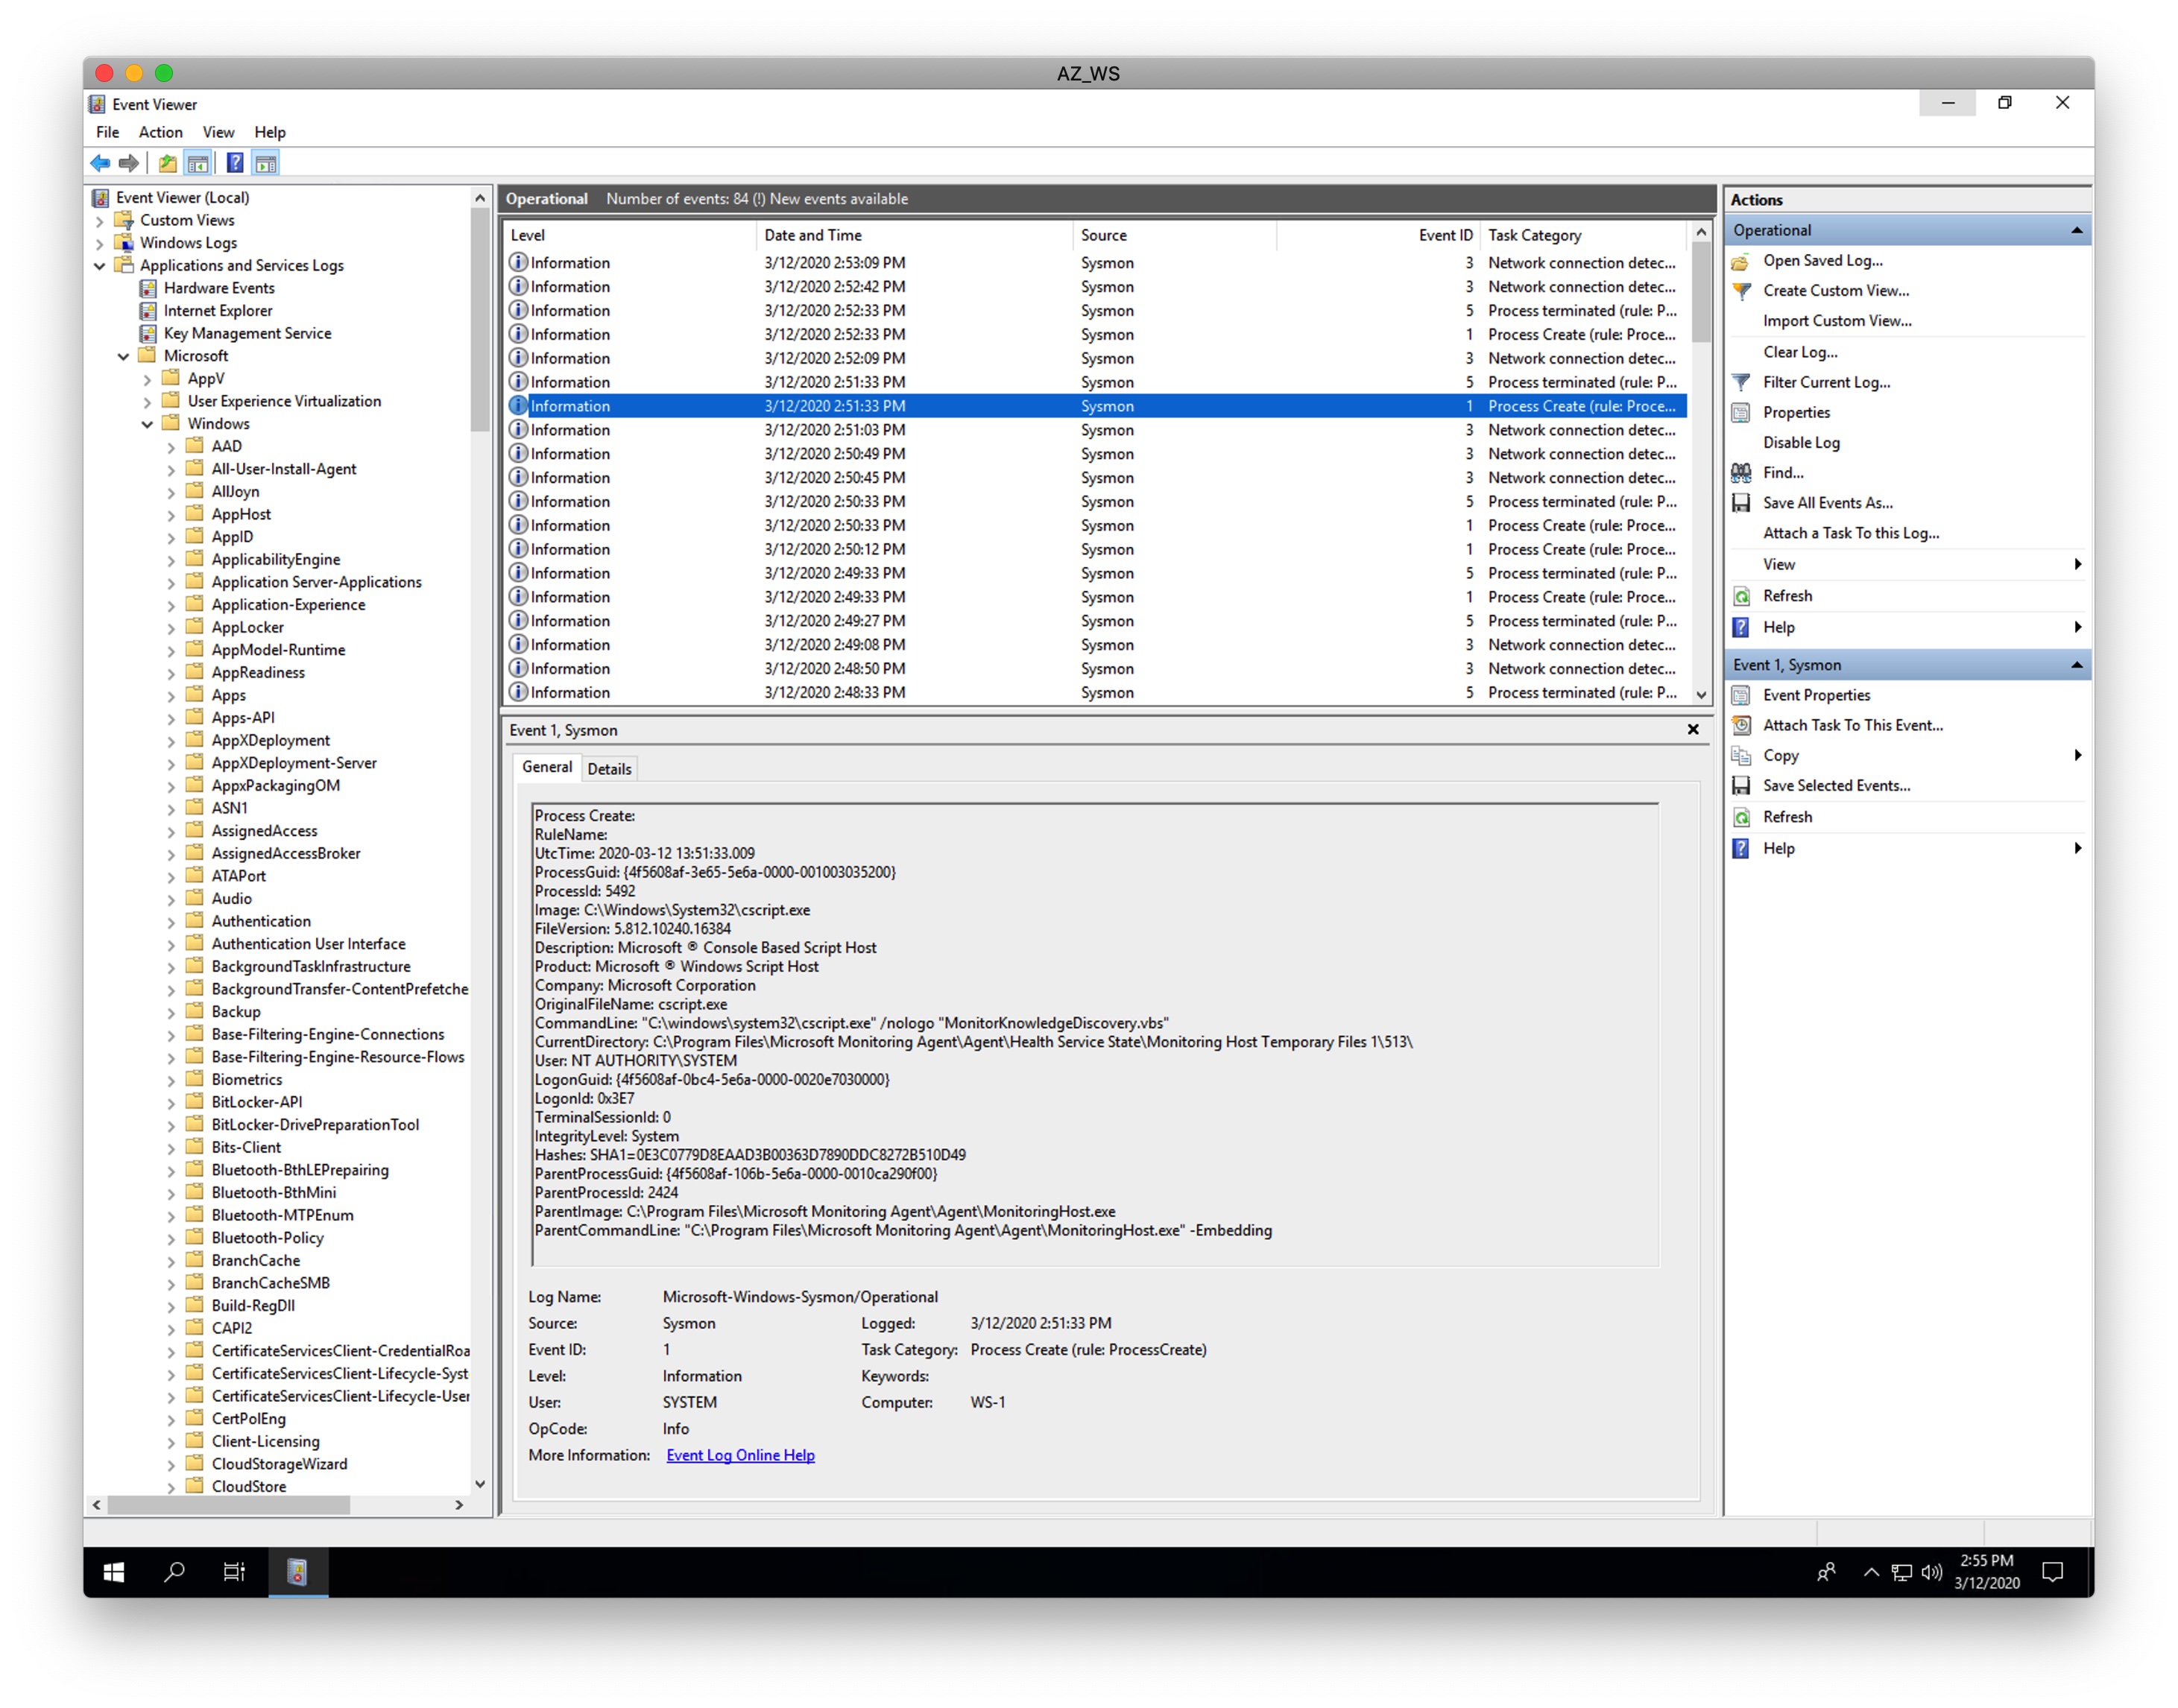 AZ_WS
Event Viewer
File Action View Help
Event Viewer (Local)
Custom Views
Windows Logs
Applications and Services Logs
Hardware Events
Internet Explorer
Key Management Service
Microsoft
AppV
User Experience Virtualization
Windows
AAD
All-User-Install-Agent
AllJoyn
AppHost
AppID
ApplicabilityEngine
Application Server-Applications
Application-Experience
AppLocker
AppModel-Runtime
AppReadiness
Apps
Apps-API
AppXDeployment
AppXDeployment-Server
AppxPackagingOM
ASN1
AssignedAccess
AssignedAccessBroker
ATAPort
Audio
Authentication
Authentication User Interface
BackgroundTaskInfrastructure
BackgroundTransfer-ContentPrefetche
Backup
Base-Filtering-Engine-Connections
Base-Filtering-Engine-Resource-Flows
Biometrics
BitLocker-API
BitLocker-DrivePreparationTool
Bits-Client
Bluetooth-BthLEPrepairing
Bluetooth-BthMini
Bluetooth-MTPEnum
Bluetooth-Policy
BranchCache
BranchCacheSMB
Build-RegDll
CAPI2
CertificateServicesClient-CredentialRoa
CertificateServicesClient-Lifecycle-Syst
CertificateServicesClient-Lifecycle-User
CertPolEng
Client-Licensing
CloudStorageWizard
CloudStore
Operational Number of events: 84 (!) New events available
Level Date and Time Source Event ID Task Category
Information 3/12/2020 2:53:09 PM Sysmon 3 Network connection detec...
Information 3/12/2020 2:52:42 PM Sysmon 3 Network connection detec...
Information 3/12/2020 2:52:33 PM Sysmon 5 Process terminated (rule: P...
Information 3/12/2020 2:52:33 PM Sysmon 1 Process Create (rule: Proce...
Information 3/12/2020 2:52:09 PM Sysmon 3 Network connection detec...
Information 3/12/2020 2:51:33 PM Sysmon 5 Process terminated (rule: P...
Information 3/12/2020 2:51:33 PM Sysmon 1 Process Create (rule: Proce...
Information 3/12/2020 2:51:03 PM Sysmon 3 Network connection detec...
Information 3/12/2020 2:50:49 PM Sysmon 3 Network connection detec...
Information 3/12/2020 2:50:45 PM Sysmon 3 Network connection detec...
Information 3/12/2020 2:50:33 PM Sysmon 5 Process terminated (rule: P...
Information 3/12/2020 2:50:33 PM Sysmon 1 Process Create (rule: Proce...
Information 3/12/2020 2:50:12 PM Sysmon 1 Process Create (rule: Proce...
Information 3/12/2020 2:49:33 PM Sysmon 5 Process terminated (rule: P...
Information 3/12/2020 2:49:33 PM Sysmon 1 Process Create (rule: Proce...
Information 3/12/2020 2:49:27 PM Sysmon 5 Process terminated (rule: P...
Information 3/12/2020 2:49:08 PM Sysmon 3 Network connection detec...
Information 3/12/2020 2:48:50 PM Sysmon 3 Network connection detec...
Information 3/12/2020 2:48:33 PM Sysmon 5 Process terminated (rule: P...
Event 1, Sysmon
General Details
Process Create:
RuleName:
UtcTime: 2020-03-12 13:51:33.009
ProcessGuid: {4f5608af-3e65-5e6a-0000-001003035200}
ProcessId: 5492
Image: C:\Windows\System32\cscript.exe
FileVersion: 5.812.10240.16384
Description: Microsoft ® Console Based Script Host
Product: Microsoft ® Windows Script Host
Company: Microsoft Corporation
OriginalFileName: cscript.exe
CommandLine: "C:\windows\system32\cscript.exe" /nologo "MonitorKnowledgeDiscovery.vbs"
CurrentDirectory: C:\Program Files\Microsoft Monitoring Agent\Agent\Health Service State\Monitoring Host Temporary Files 1\513\
User: NT AUTHORITY\SYSTEM
LogonGuid: {4f5608af-0bc4-5e6a-0000-0020e7030000}
LogonId: 0x3E7
TerminalSessionId: 0
IntegrityLevel: System
Hashes: SHA1=0E3C0779D8EAAD3B00363D7890DDC8272B510D49
ParentProcessGuid: {4f5608af-106b-5e6a-0000-0010ca290f00}
ParentProcessId: 2424
ParentImage: C:\Program Files\Microsoft Monitoring Agent\Agent\MonitoringHost.exe
ParentCommandLine: "C:\Program Files\Microsoft Monitoring Agent\Agent\MonitoringHost.exe" -Embedding
Log Name: Microsoft-Windows-Sysmon/Operational
Source: Sysmon Logged: 3/12/2020 2:51:33 PM
Event ID: 1 Task Category: Process Create (rule: ProcessCreate)
Level: Information Keywords:
User: SYSTEM Computer: WS-1
OpCode: Info
More Information: Event Log Online Help
Actions
Operational
Open Saved Log...
Create Custom View...
Import Custom View...
Clear Log...
Filter Current Log...
Properties
Disable Log
Find...
Save All Events As...
Attach a Task To this Log...
View
Refresh
Help
Event 1, Sysmon
Event Properties
Attach Task To This Event...
Copy
Save Selected Events...
Refresh
Help
2:55 PM
3/12/2020